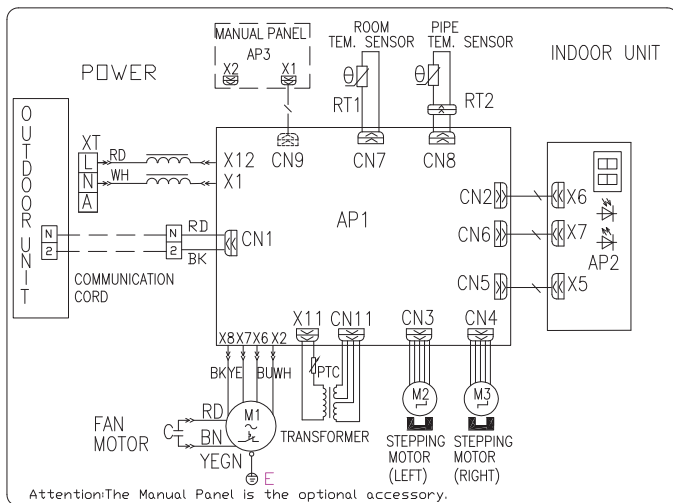 MANUAL PANEL
AP3
X2 X1
ROOM
TEM. SENSOR
PIPE
TEM. SENSOR
INDOOR UNIT
POWER
θ
θ
RT1
RT2
OUTDOOR UNIT
XT
L
N
A
RD
WH
X12
X1
CN9
CN7
CN8
AP1
CN2
X6
CN6
X7
CN5
X5
AP2
N
2
N
2
RD
BK
CN1
COMMUNICATION
CORD
X11
CN11
CN3
CN4
X8 X7 X6 X2
BK YE BU WH
PTC
M1
M2
M3
RD
C
BN
YEGN
FAN
MOTOR
TRANSFORMER
STEPPING
MOTOR
(LEFT)
STEPPING
MOTOR
(RIGHT)
E
Attention:The Manual Panel is the optional accessory.